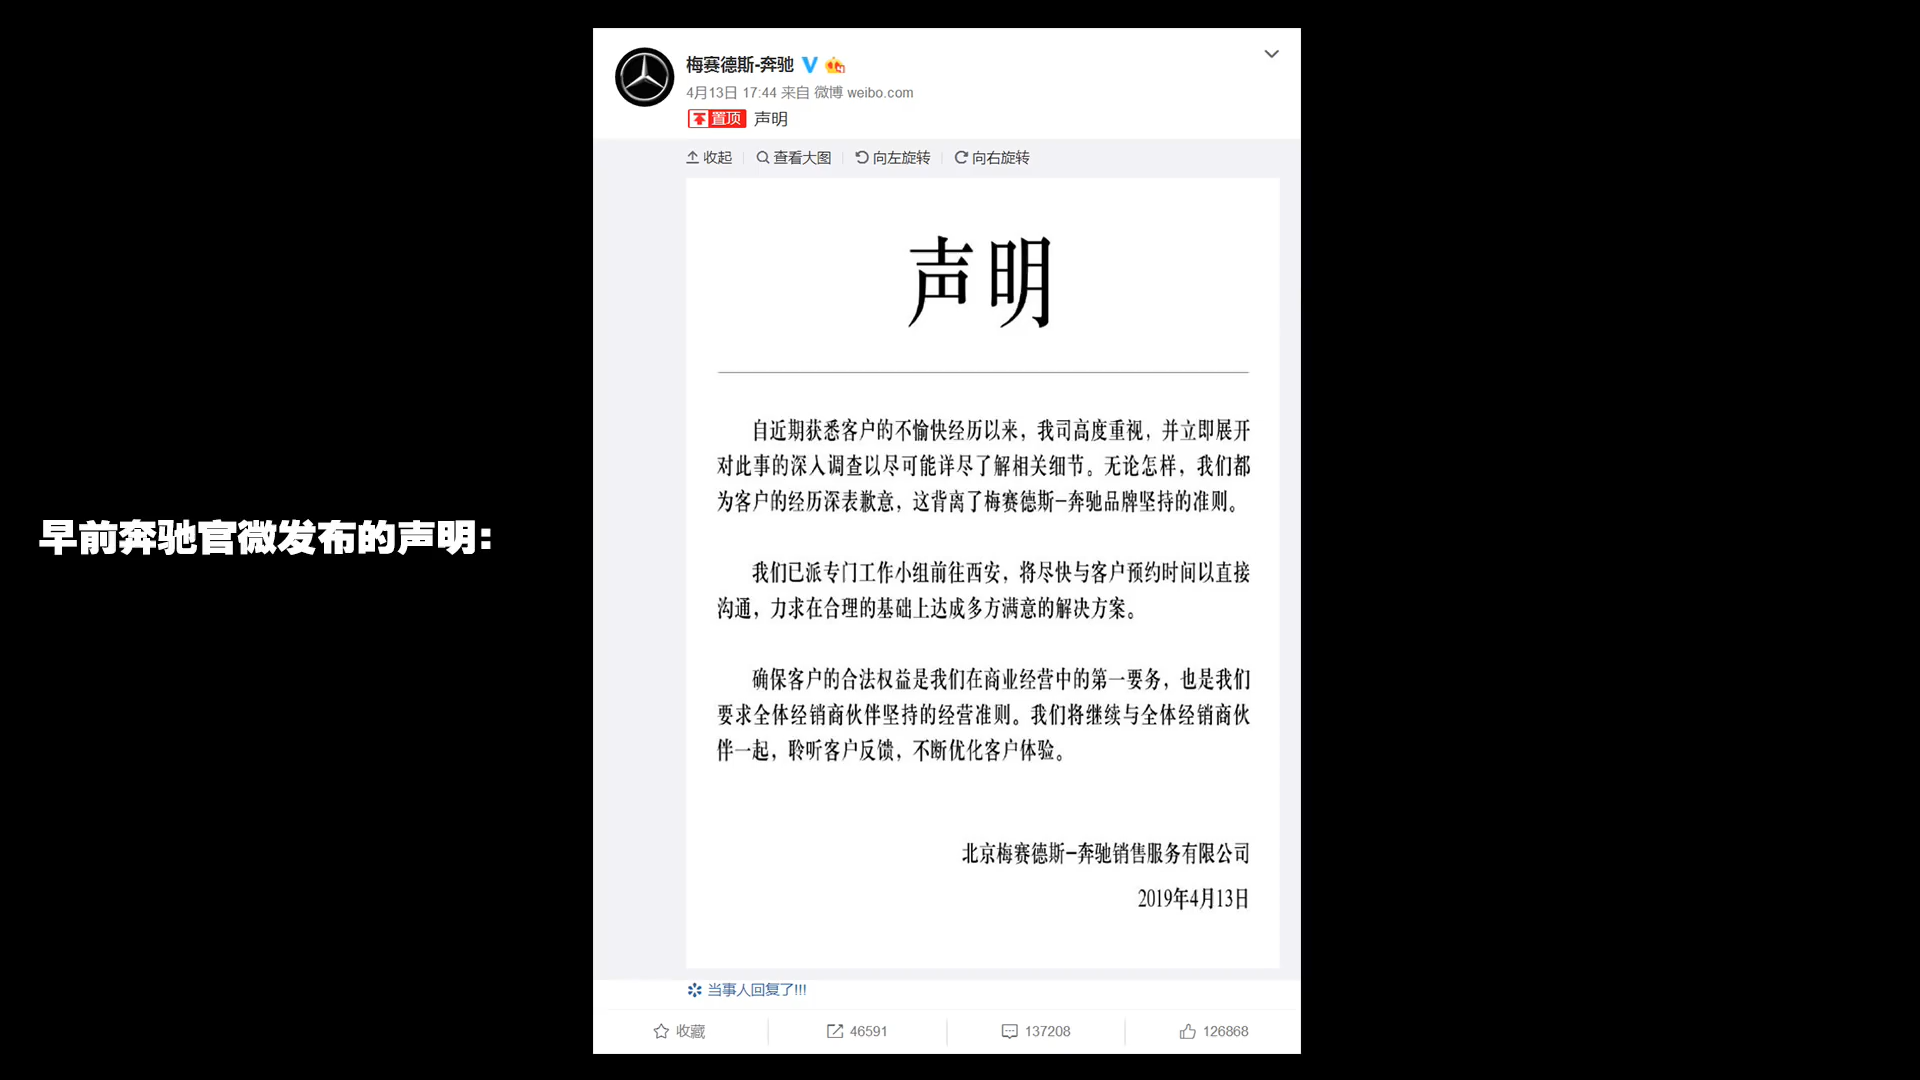 早前奔驰官微发布的声明:
梅赛德斯-奔驰
4月13日 17:44 来自 微博 weibo.com
置顶 声明
收起 查看大图 向左旋转 向右旋转
声明
自近期获悉客户的不愉快经历以来，我司高度重视，并立即展开
对此事的深入调查以尽可能详尽了解相关细节。无论怎样，我们都
为客户的经历深表歉意，这背离了梅赛德斯-奔驰品牌坚持的准则。
我们已派专门工作小组前往西安，将尽快与客户预约时间以直接
沟通，力求在合理的基础上达成多方满意的解决方案。
确保客户的合法权益是我们在商业经营中的第一要务，也是我们
要求全体经销商伙伴坚持的经营准则。我们将继续与全体经销商伙
伴一起，聆听客户反馈，不断优化客户体验。
北京梅赛德斯-奔驰销售服务有限公司
2019年4月13日
当事人回复了!!!
收藏 46591 137208 126868